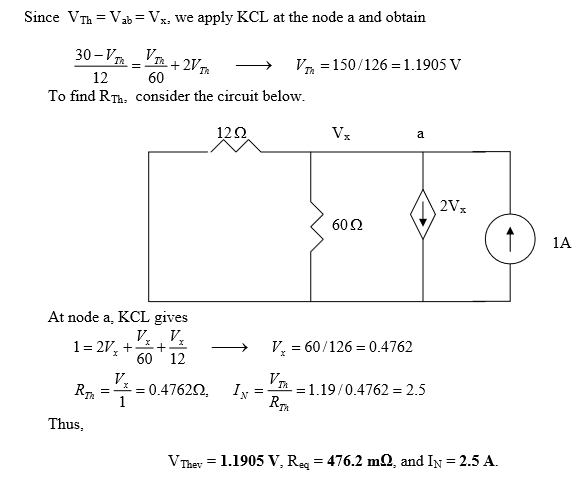 Since V_Th = V_ab = V_x, we apply KCL at the node a and obtain
(30 – V_Th)/12 = V_Th/60 + 2V_Th ⟶ V_Th = 150/126 = 1.1905 V
To find R_Th, consider the circuit below.
12Ω V_x a
2V_x
60Ω
1A
At node a, KCL gives
1 = 2V_x + V_x/60 + V_x/12 ⟶ V_x = 60/126 = 0.4762
R_Th = V_x/1 = 0.4762Ω, I_N = V_Th/R_Th = 1.19/0.4762 = 2.5
Thus,
V_Thev = 1.1905 V, R_eq = 476.2 mΩ, and I_N = 2.5 A.